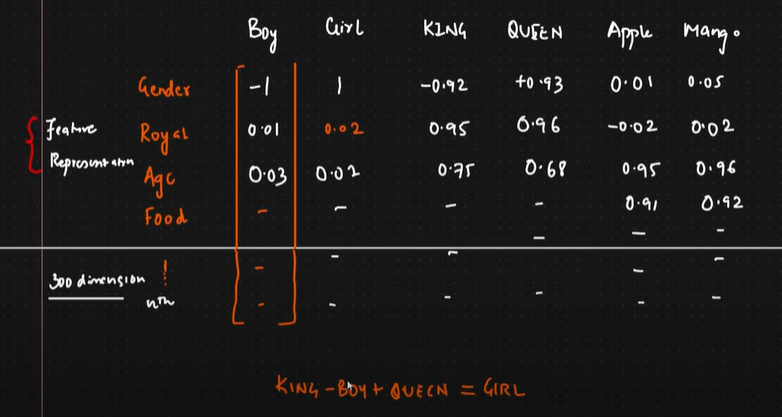 Boy Girl KING QUEEN Apple Mango
Gender -1 1 -0.92 +0.93 0.01 0.05
Feature Royal 0.01 0.02 0.95 0.96 -0.02 0.02
Representation Age 0.03 0.02 0.75 0.68 0.95 0.96
Food - - - - 0.91 0.92
- - -
! - - - - -
300 dimension nth - - - - - -
KING - BOY + QUEEN = GIRL